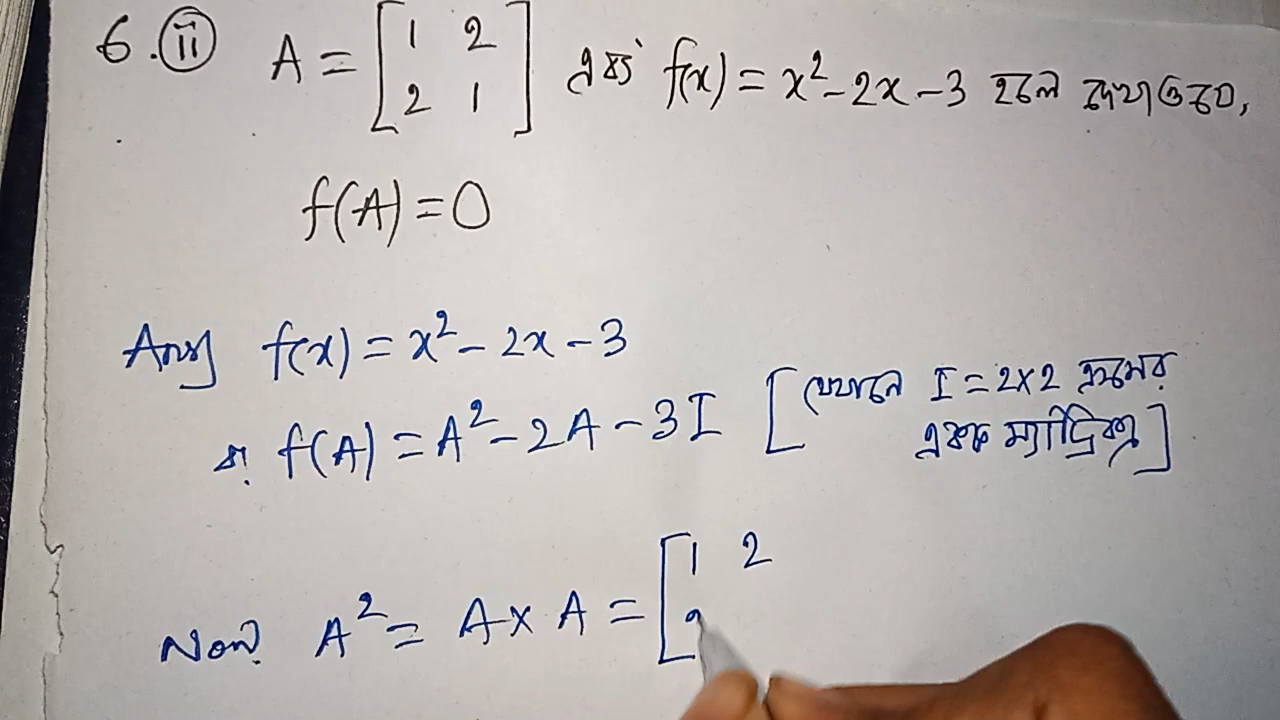 6. ii A = [1 2 2 1] এবং f(x) = x² - 2x - 3 হলে দেখাও যে,
f(A) = 0
Ans f(x) = x² - 2x - 3
বা, f(A) = A² - 2A - 3I [যেখানে I = 2×2 ক্রমের
একক ম্যাট্রিক্স]
Now, A² = A × A = [1 2
2